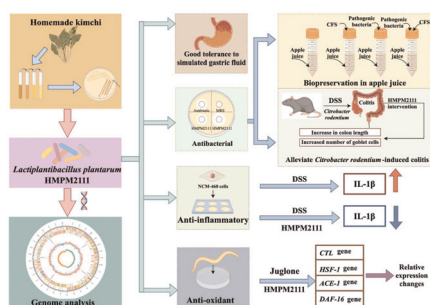 Homemade kimchi
Lactiplantibacillus plantarum
HMPM2111
Genome analysis
Good tolerance to
simulated gastric fluid
Antibacterial
HMPM2111
HMPM2111
NCM-460 cells
Anti-inflammatory
Anti-oxidant
CFS
Pathogenic
bacteria
Pathogenic
bacteria
CFS
Apple
juice
Apple
juice
Apple
juice
Apple
juice
Biopreservation in apple juice
DSS
Citrobacter
rodentium
Colitis
HMPM2111
intervention
Increase in colon length
Increased number of goblet cells
Alleviate Citrobacter rodentium-induced colitis
DSS
IL-1β
DSS
HMPM2111
IL-1β
Juglone
HMPM2111
CTL gene
HSF-1 gene
ACE-1 gene
DAF-16 gene
Relative
expression
changes